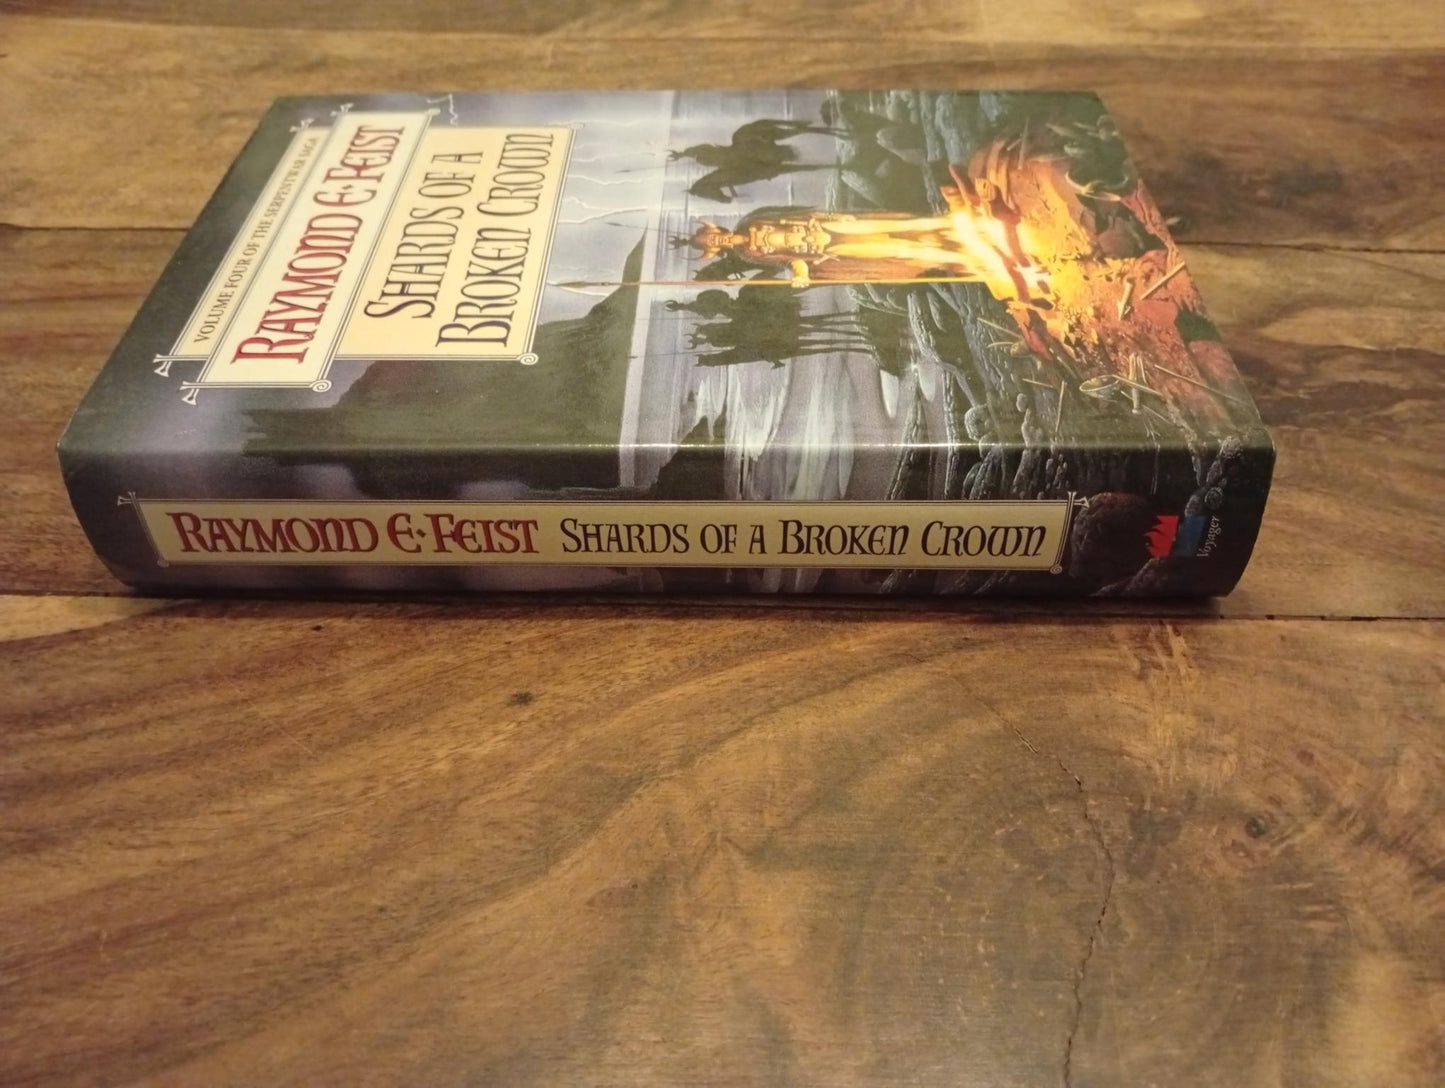 VOLUME FOUR OF THE SERPENTWAR SAGA
RAYMOND E. FEIST
SHARDS OF A
BROKEN CROWN
RAYMOND E. FEIST SHARDS OF A BROKEN CROWN
Voyager